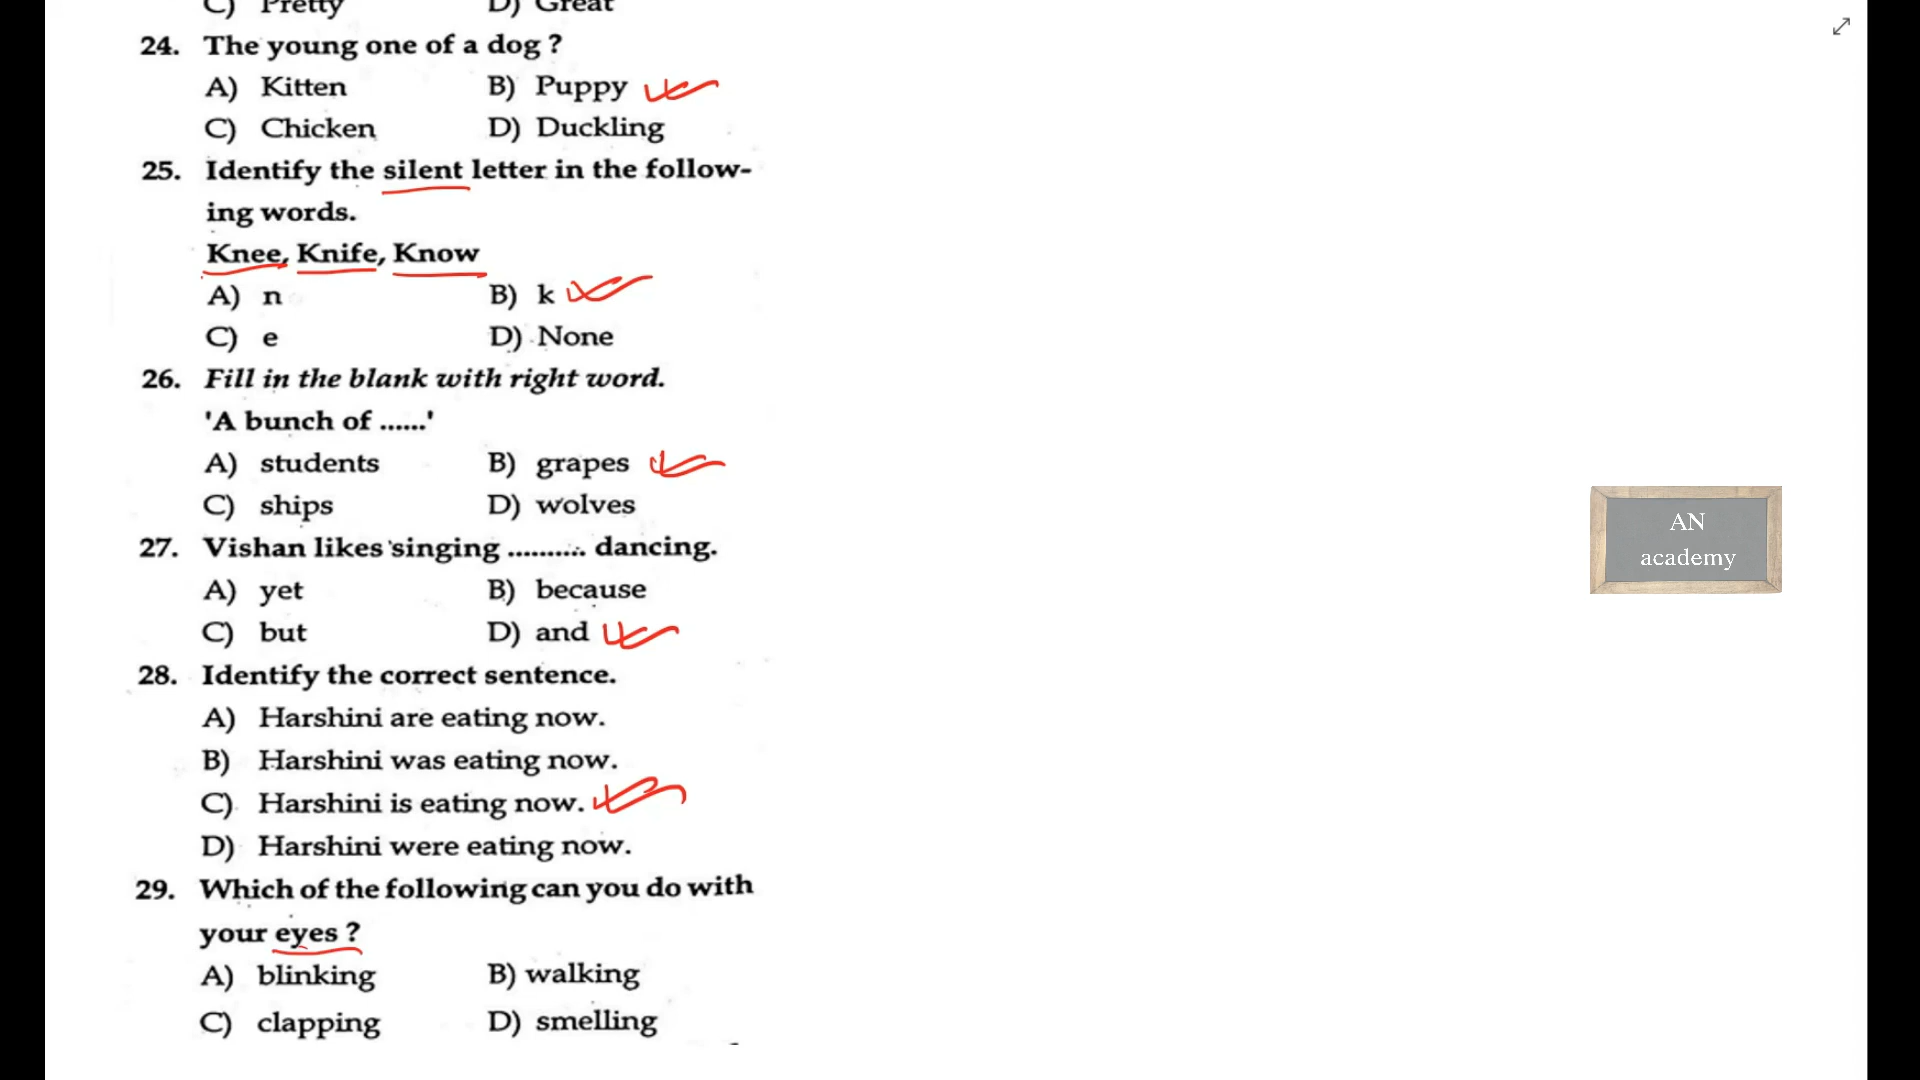 C) Pretty D) Great
24. The young one of a dog ?
A) Kitten B) Puppy
C) Chicken D) Duckling
25. Identify the silent letter in the follow-
ing words.
Knee, Knife, Know
A) n B) k
C) e D) None
26. Fill in the blank with right word.
'A bunch of ......'
A) students B) grapes
C) ships D) wolves
27. Vishan likes singing .......... dancing.
A) yet B) because
C) but D) and
28. Identify the correct sentence.
A) Harshini are eating now.
B) Harshini was eating now.
C) Harshini is eating now.
D) Harshini were eating now.
29. Which of the following can you do with
your eyes ?
A) blinking B) walking
C) clapping D) smelling
AN
academy